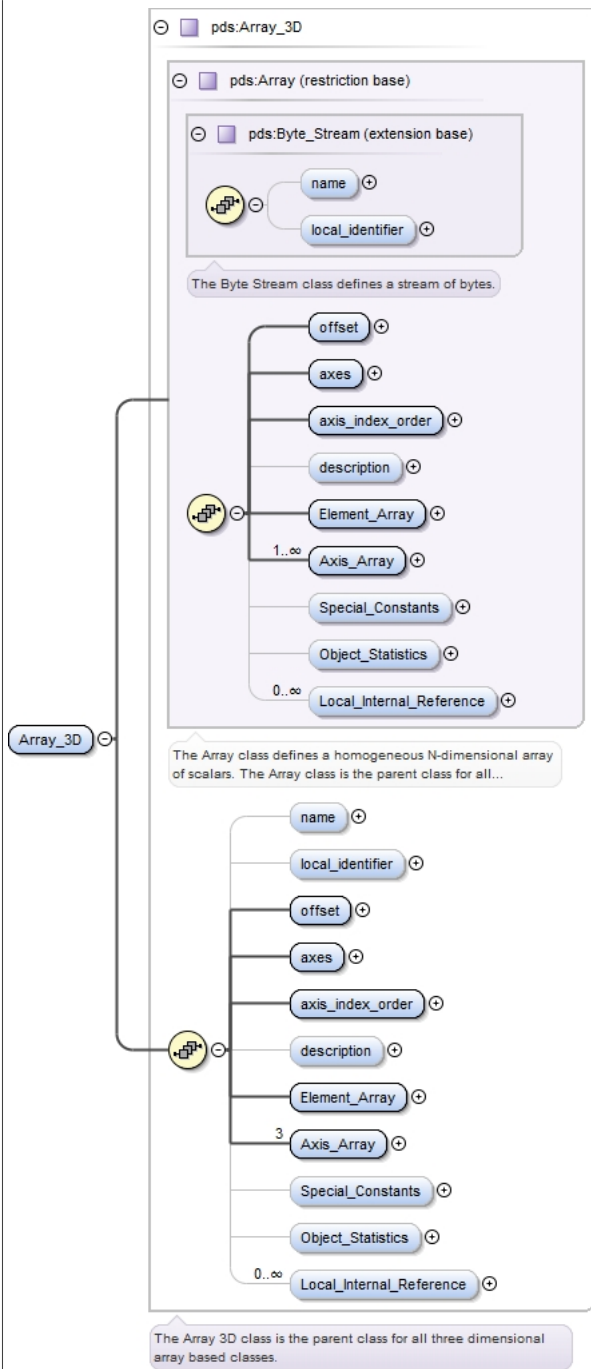 pds:Array_3D
pds:Array (restriction base)
pds:Byte_Stream (extension base)
name
local_identifier
The Byte Stream class defines a stream of bytes.
offset
axes
axis_index_order
description
Element_Array
1..∞
Axis_Array
Special_Constants
Object_Statistics
0..∞
Local_Internal_Reference
Array_3D
The Array class defines a homogeneous N-dimensional array
of scalars. The Array class is the parent class for all...
name
local_identifier
offset
axes
axis_index_order
description
Element_Array
3
Axis_Array
Special_Constants
Object_Statistics
0..∞
Local_Internal_Reference
The Array 3D class is the parent class for all three dimensional
array based classes.